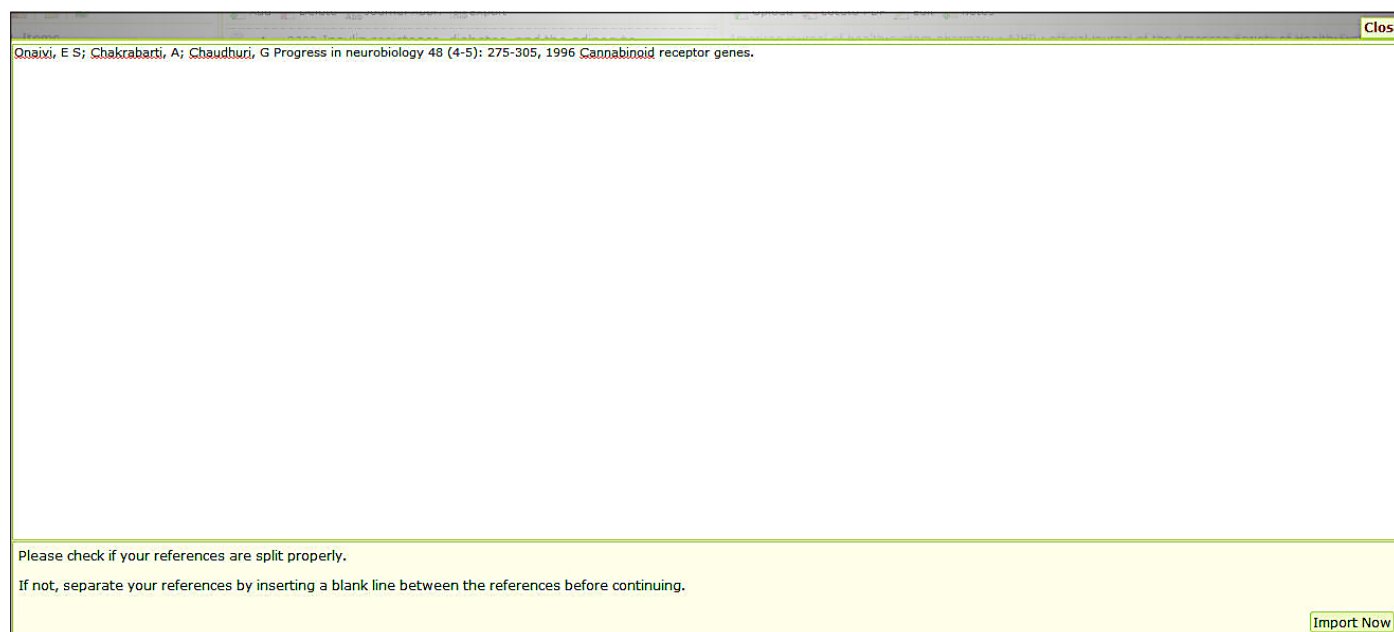 Items
Clos
Onaivi, E S; Chakrabarti, A; Chaudhuri, G Progress in neurobiology 48 (4-5): 275-305, 1996 Cannabinoid receptor genes.
Please check if your references are split properly.
If not, separate your references by inserting a blank line between the references before continuing.
Import Now